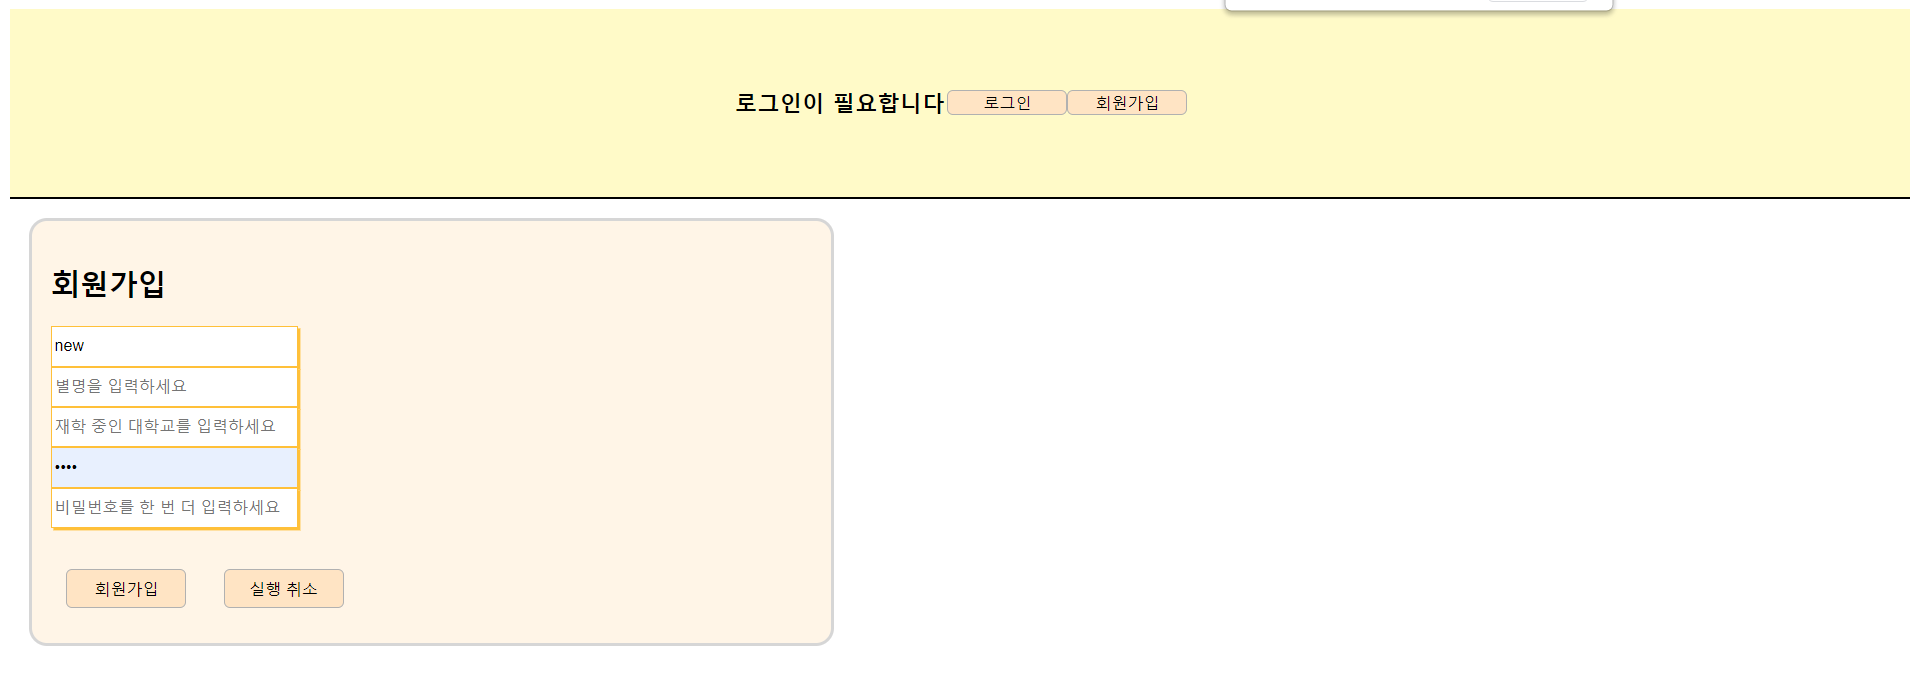 로그인이 필요합니다 로그인 회원가입
회원가입
new
별명을 입력하세요
재학 중인 대학교를 입력하세요
••••
비밀번호를 한 번 더 입력하세요
회원가입 실행 취소